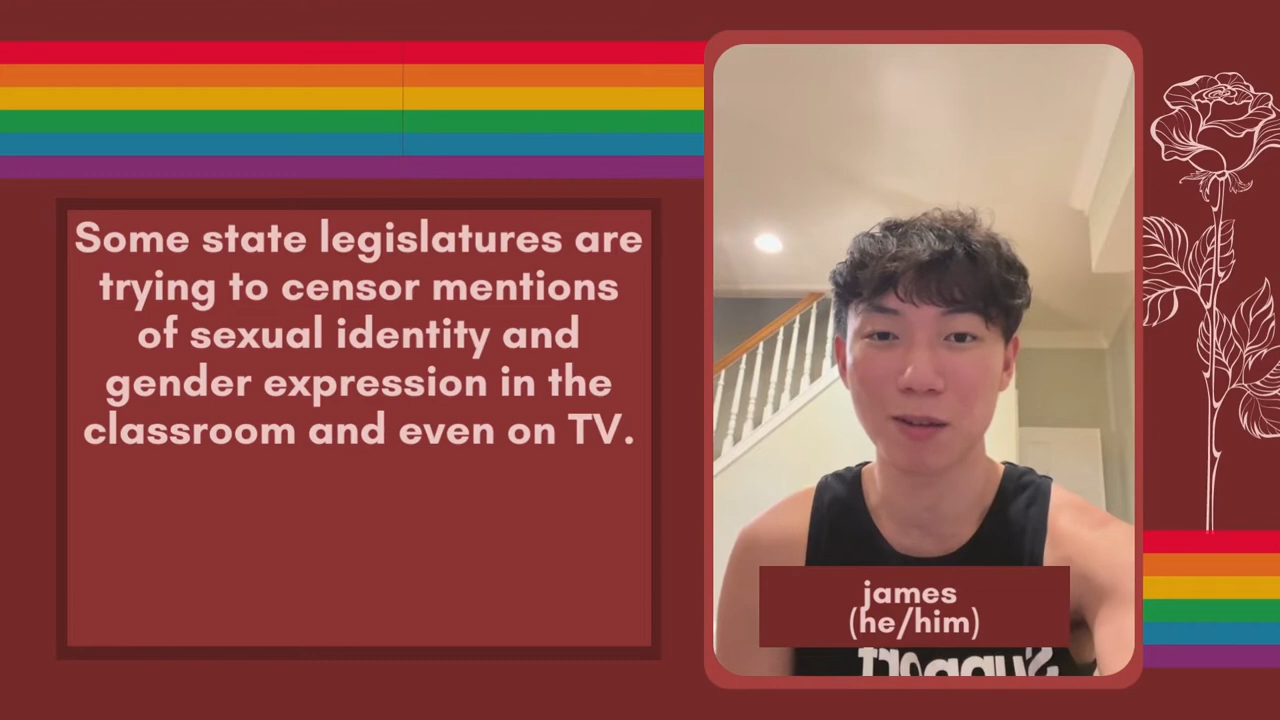 Some state legislatures are
trying to censor mentions
of sexual identity and
gender expression in the
classroom and even on TV.
james
(he/him)